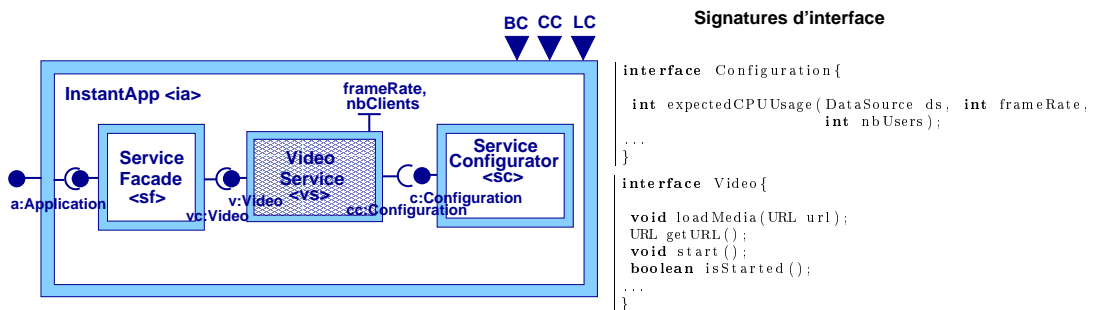 BC CC LC
Signatures d'interface
InstantApp <ia>
frameRate,
nbClients
Service
Facade
<sf>
Video
Service
<vs>
Service
Configurator
<sc>
a:Application
vc:Video
v:Video
cc:Configuration
c:Configuration
interface Configuration{
int expectedCPUUsage(DataSource ds, int frameRate,
int nbUsers);
...
}
interface Video{
void loadMedia(URL url);
URL getURL();
void start();
boolean isStarted();
...
}